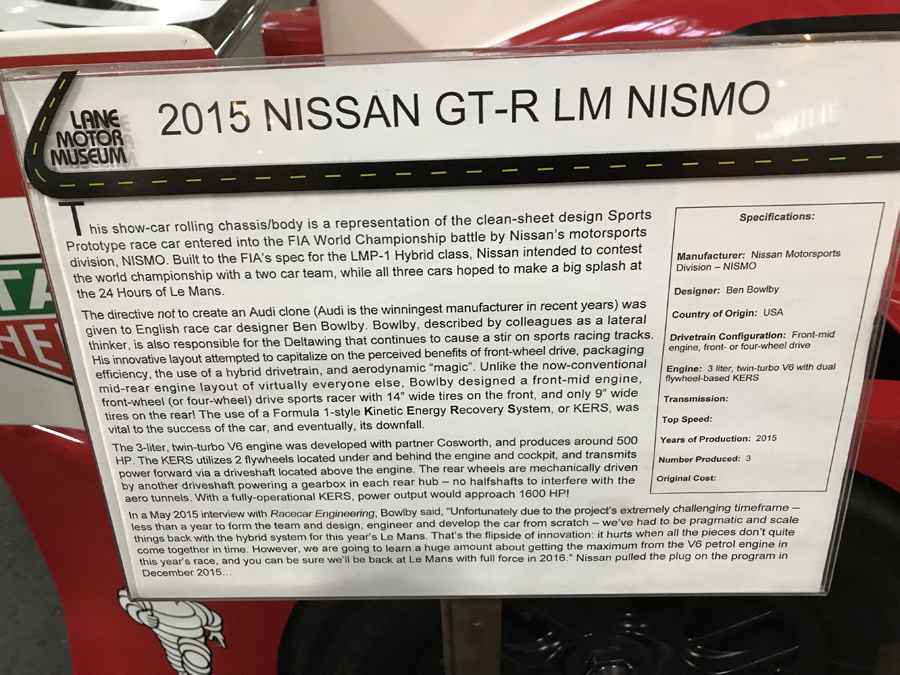 LANE
MOTOR
MUSEUM
2015 NISSAN GT-R LM NISMO
This show-car rolling chassis/body is a representation of the clean-sheet design Sports
Prototype race car entered into the FIA World Championship battle by Nissan's motorsports
division, NISMO. Built to the FIA's spec for the LMP-1 Hybrid class, Nissan intended to contest
the world championship with a two car team, while all three cars hoped to make a big splash at
the 24 Hours of Le Mans.
The directive not to create an Audi clone (Audi is the winningest manufacturer in recent years) was
given to English race car designer Ben Bowlby. Bowlby, described by colleagues as a lateral
thinker, is also responsible for the Deltawing that continues to cause a stir on sports racing tracks.
His innovative layout attempted to capitalize on the perceived benefits of front-wheel drive, packaging
efficiency, the use of a hybrid drivetrain, and aerodynamic "magic". Unlike the now-conventional
mid-rear engine layout of virtually everyone else, Bowlby designed a front-mid engine,
front-wheel (or four-wheel) drive sports racer with 14" wide tires on the front, and only 9" wide
tires on the rear! The use of a Formula 1-style Kinetic Energy Recovery System, or KERS, was
vital to the success of the car, and eventually, its downfall.
The 3-liter, twin-turbo V6 engine was developed with partner Cosworth, and produces around 500
HP. The KERS utilizes 2 flywheels located under and behind the engine and cockpit, and transmits
power forward via a driveshaft located above the engine. The rear wheels are mechanically driven
by another driveshaft powering a gearbox in each rear hub – no halfshafts to interfere with the
aero tunnels. With a fully-operational KERS, power output would approach 1600 HP!
In a May 2015 interview with Racecar Engineering, Bowlby said, "Unfortunately due to the project's extremely challenging timeframe –
less than a year to form the team and design, engineer and develop the car from scratch – we've had to be pragmatic and scale
things back with the hybrid system for this year's Le Mans. That's the flipside of innovation: it hurts when all the pieces don't quite
come together in time. However, we are going to learn a huge amount about getting the maximum from the V6 petrol engine in
this year's race, and you can be sure we'll be back at Le Mans with full force in 2016." Nissan pulled the plug on the program in
December 2015…
Specifications:
Manufacturer: Nissan Motorsports
Division – NISMO
Designer: Ben Bowlby
Country of Origin: USA
Drivetrain Configuration: Front-mid
engine, front- or four-wheel drive
Engine: 3 liter, twin-turbo V6 with dual
flywheel-based KERS
Transmission:
Top Speed:
Years of Production: 2015
Number Produced: 3
Original Cost:
TA
HE